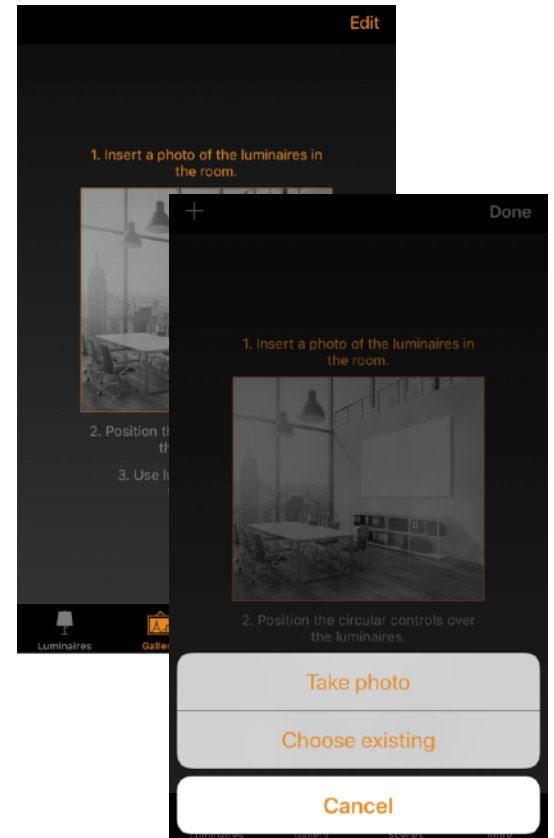 Edit
1. Insert a photo of the luminaires in
the room.
2. Position t
th
3. Use l
Luminaires
Galle
+
Done
1. Insert a photo of the luminaires in
the room.
2. Position the circular controls over
the luminaires.
Take photo
Choose existing
Cancel